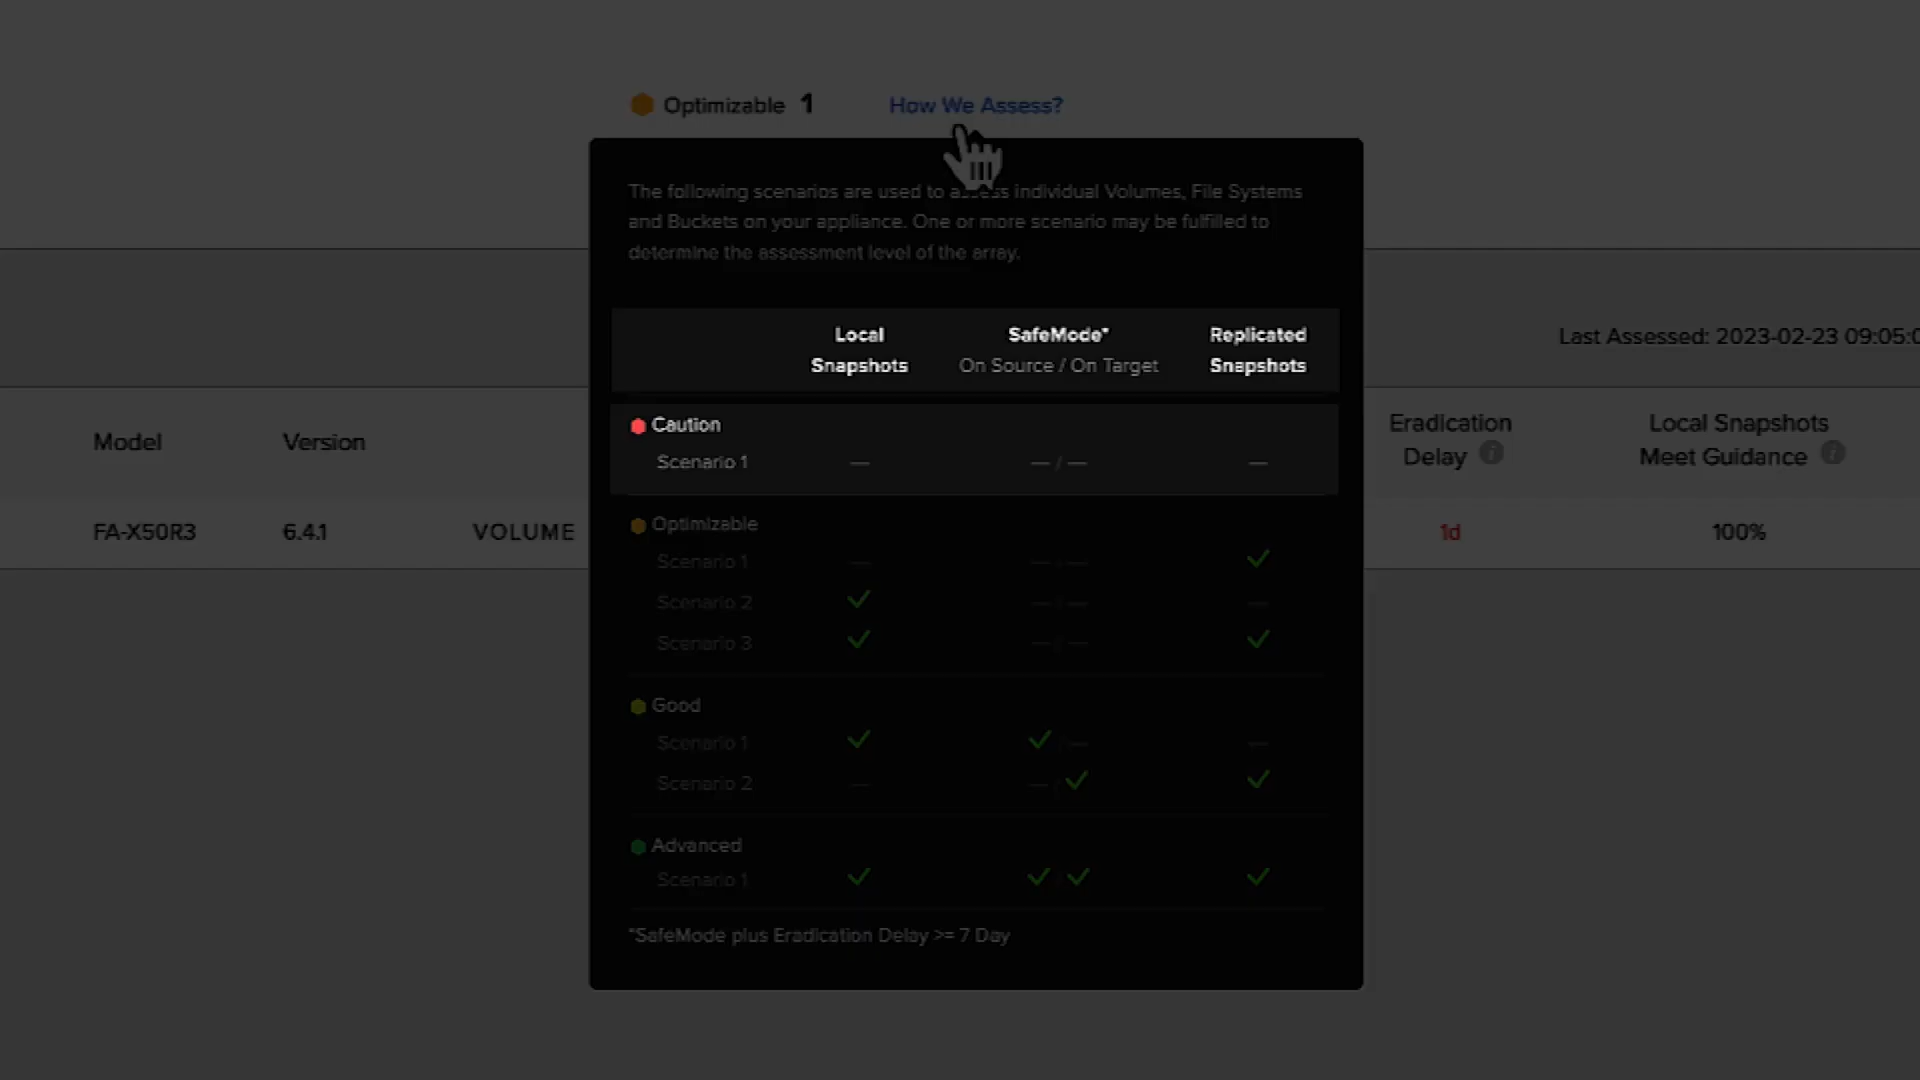 Optimizable 1 How We Assess?
The following scenarios are used to assess individual Volumes, File Systems
and Buckets on your appliance. One or more scenario may be fulfilled to
determine the assessment level of the array.
Local Snapshots
SafeMode*
On Source / On Target
Replicated Snapshots
Caution
Scenario 1 — — / — —
Optimizable
Scenario 1 — — / — ✓
Scenario 2 ✓ — / — —
Scenario 3 ✓ — / — ✓
Good
Scenario 1 ✓ ✓ / — —
Scenario 2 — — / ✓ ✓
Advanced
Scenario 1 ✓ ✓ / ✓ ✓
*SafeMode plus Eradication Delay >= 7 Day
Last Assessed: 2023-02-23 09:05:0
Model
Version
Eradication
Delay
Local Snapshots
Meet Guidance
FA-X50R3
6.4.1
VOLUME
1d
100%